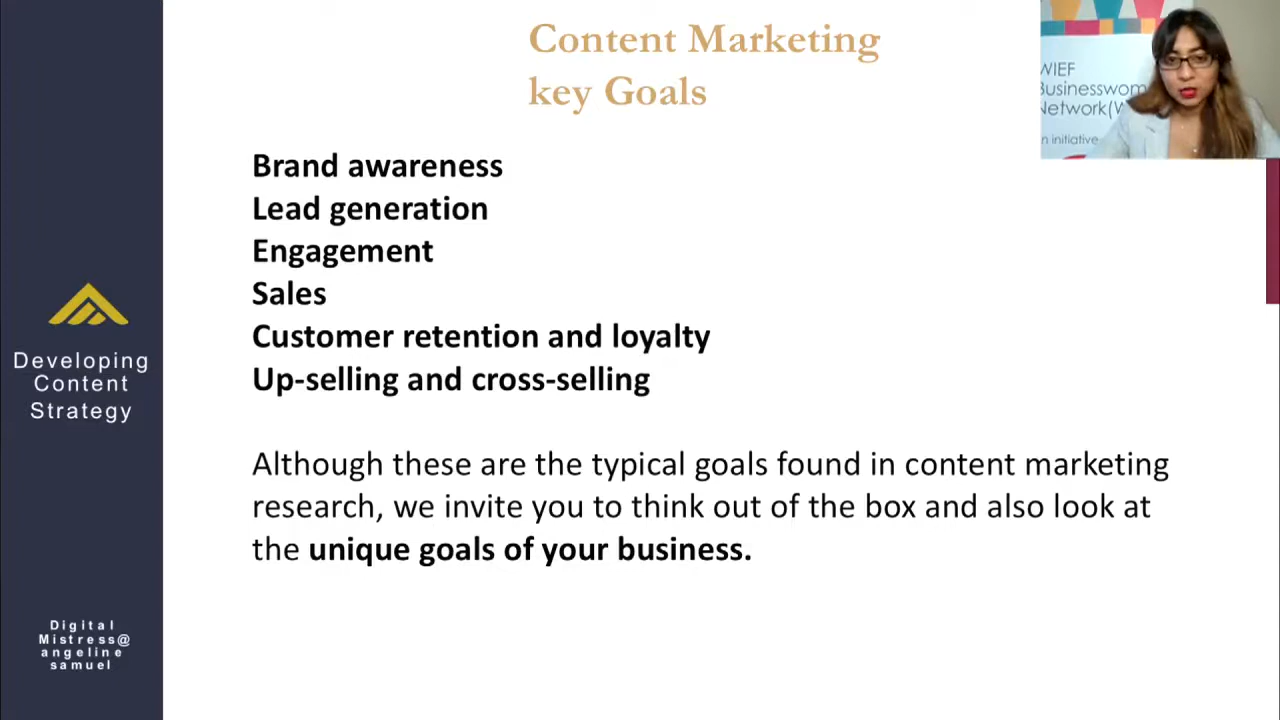 Content Marketing
key Goals
WIEF
Network(W
n initiative
Brand awareness
Lead generation
Engagement
Sales
Customer retention and loyalty
Up-selling and cross-selling
Although these are the typical goals found in content marketing
research, we invite you to think out of the box and also look at
the unique goals of your business.
Developing
Content
Strategy
Digital
Mistress@
angeline
samuel